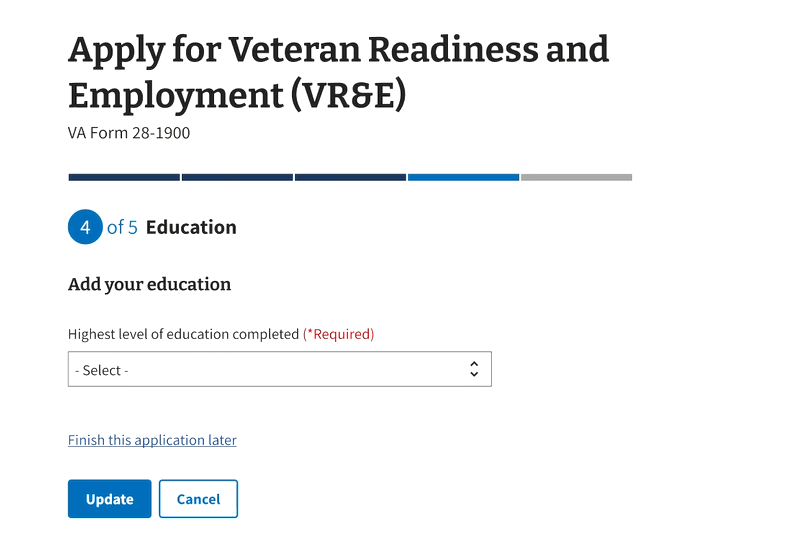 Apply for Veteran Readiness and
Employment (VR&E)
VA Form 28-1900
4 of 5 Education
Add your education
Highest level of education completed (*Required)
- Select -
Finish this application later
Update Cancel